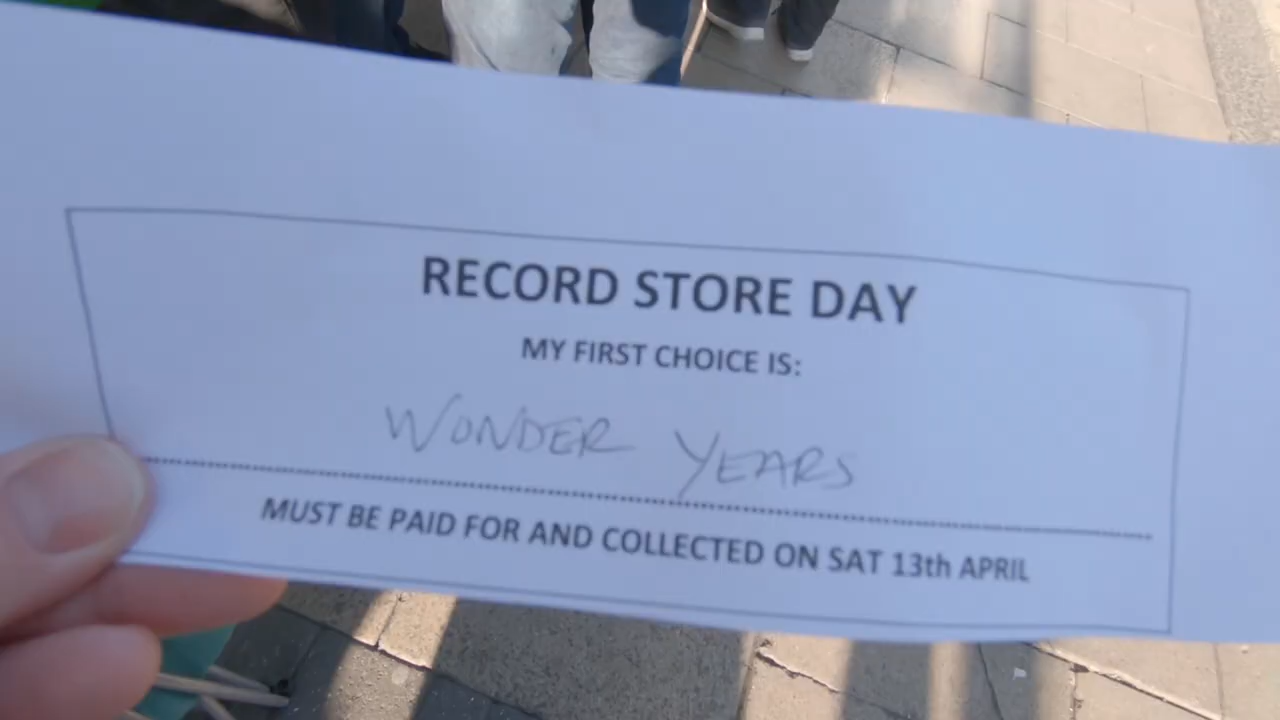 RECORD STORE DAY
MY FIRST CHOICE IS:
WONDER YEARS
MUST BE PAID FOR AND COLLECTED ON SAT 13th APRIL